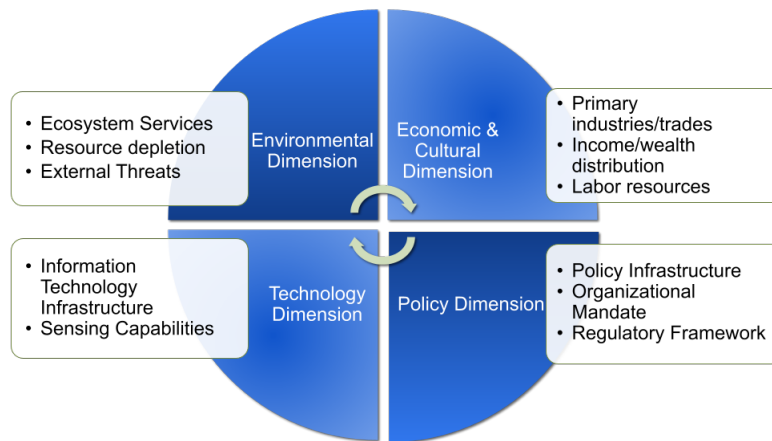 • Ecosystem Services
• Resource depletion
• External Threats
Environmental
Dimension
Economic &
Cultural
Dimension
• Primary
industries/trades
• Income/wealth
distribution
• Labor resources
• Information
Technology
Infrastructure
• Sensing Capabilities
Technology
Dimension
Policy Dimension
• Policy Infrastructure
• Organizational
Mandate
• Regulatory Framework